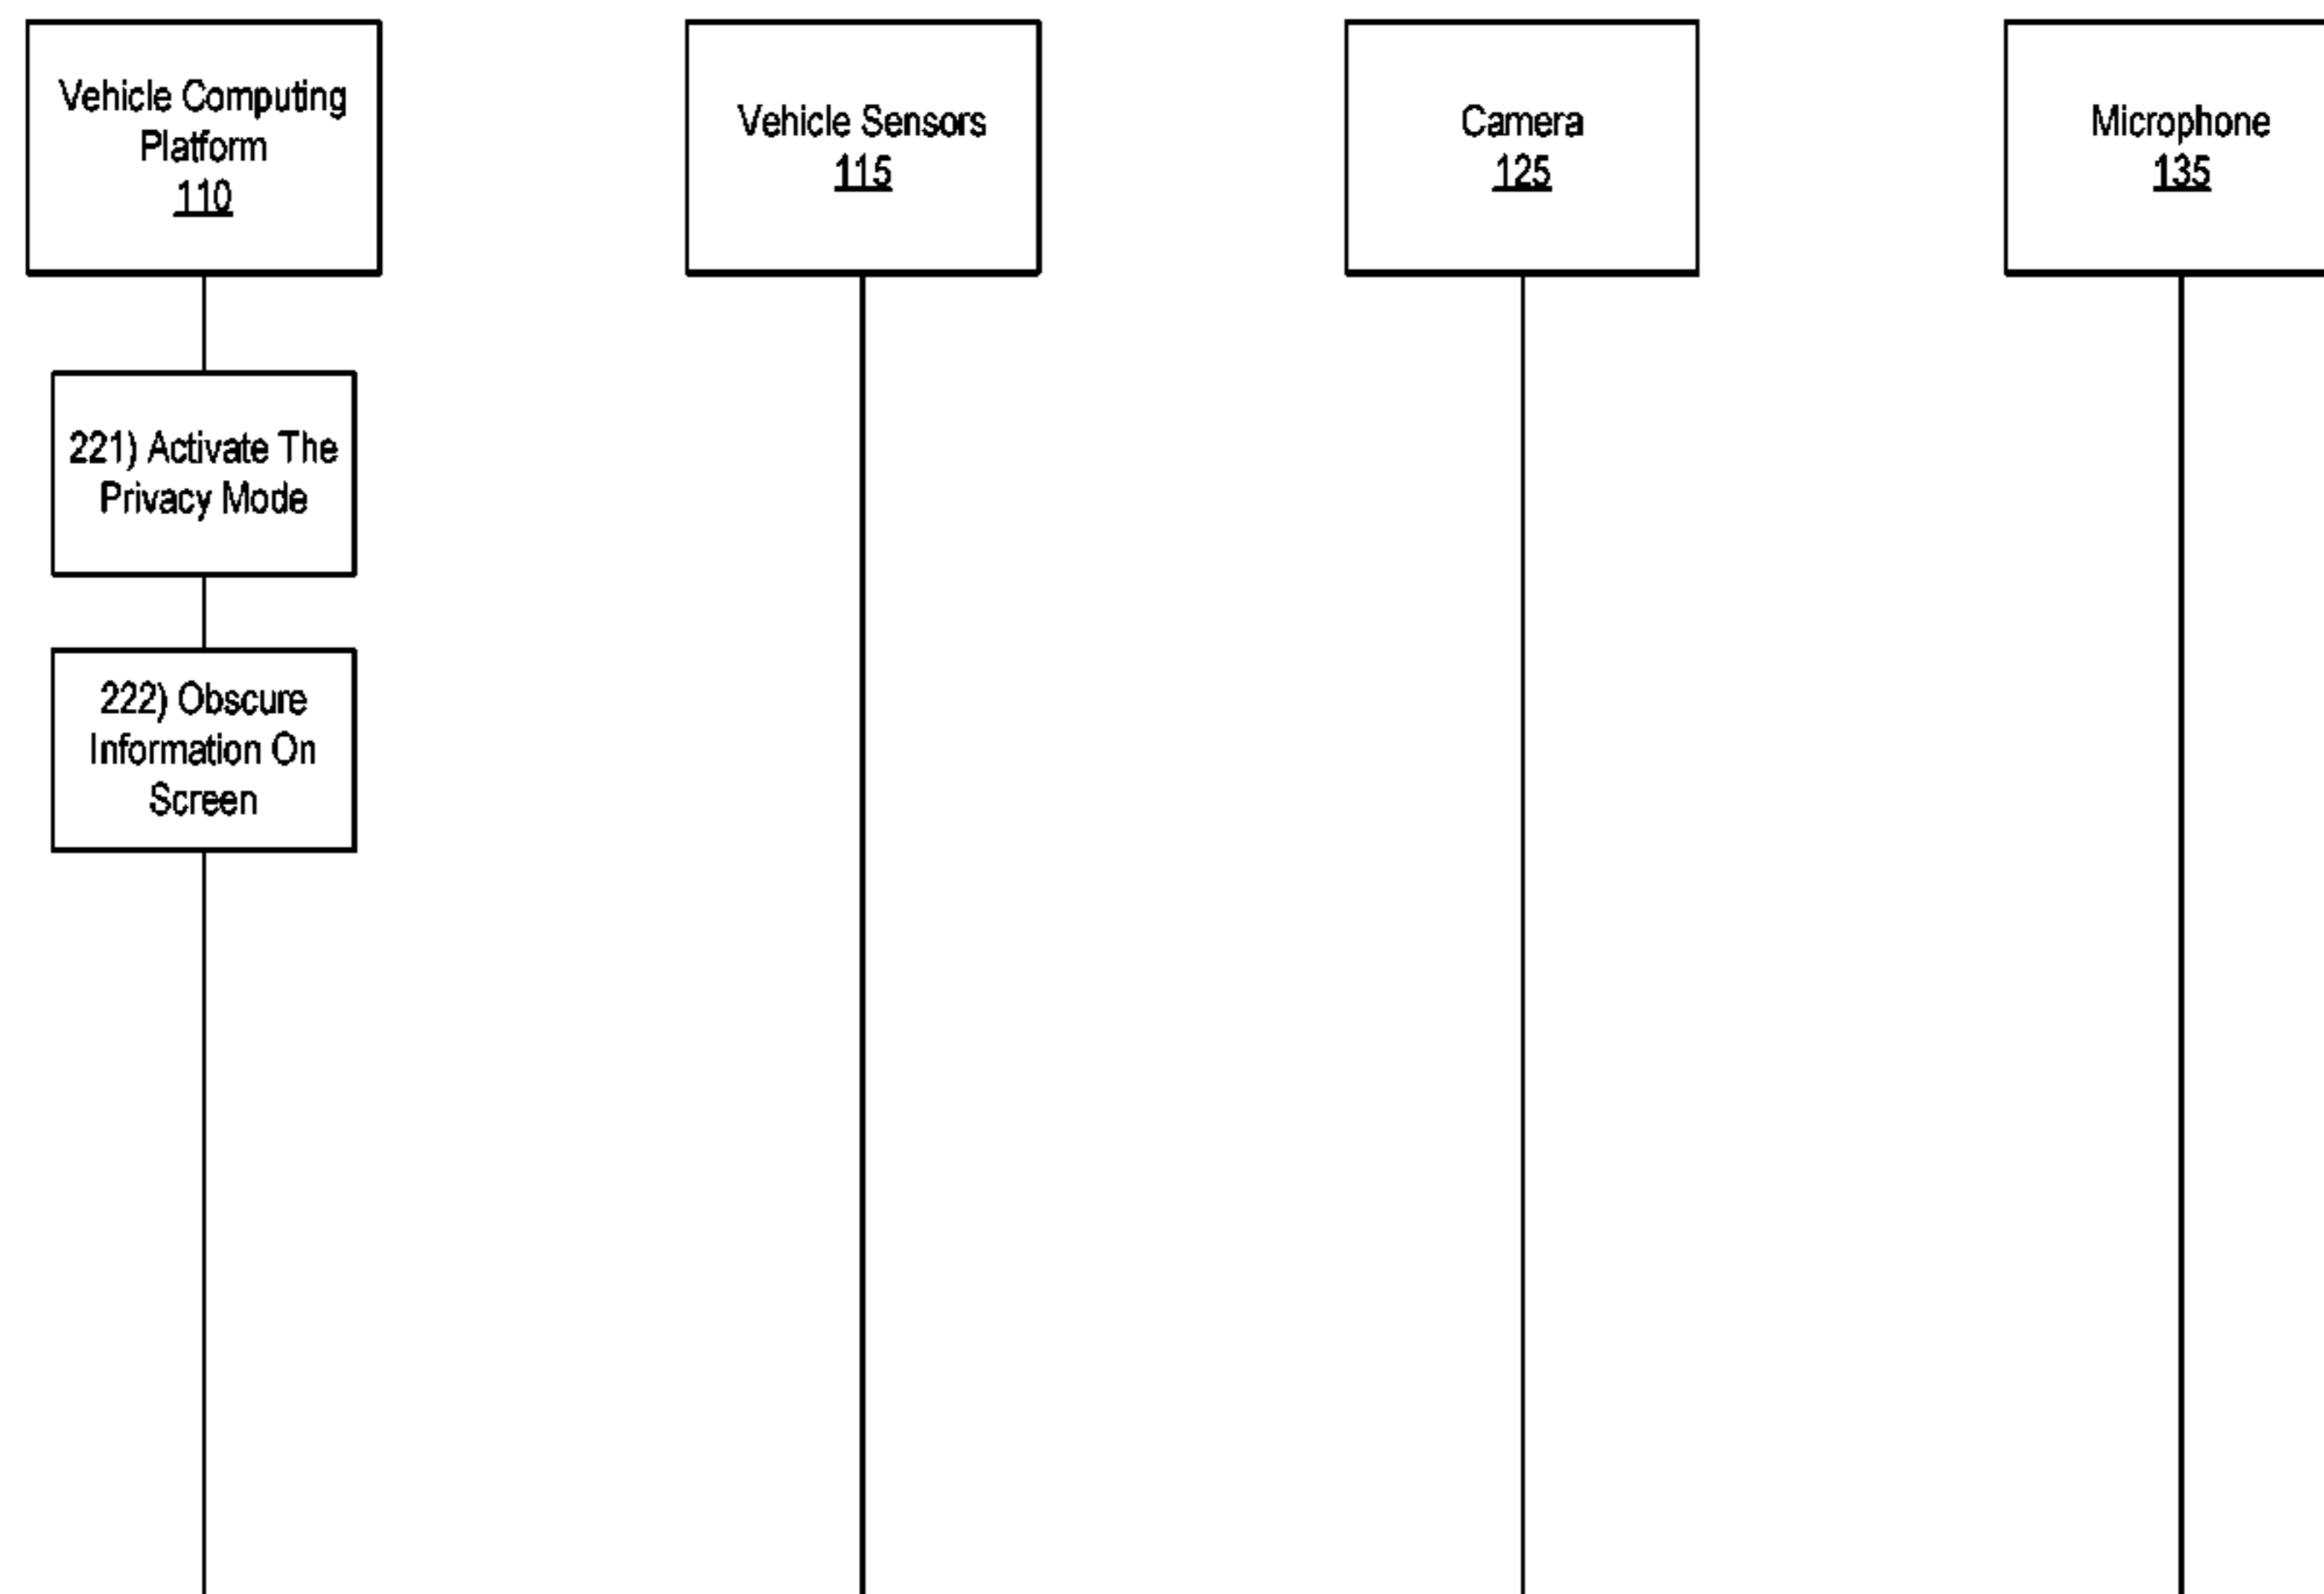 Vehicle Computing
Platform
110
Vehicle Sensors
115
Camera
125
Microphone
135
221) Activate The
Privacy Mode
222) Obscure
Information On
Screen